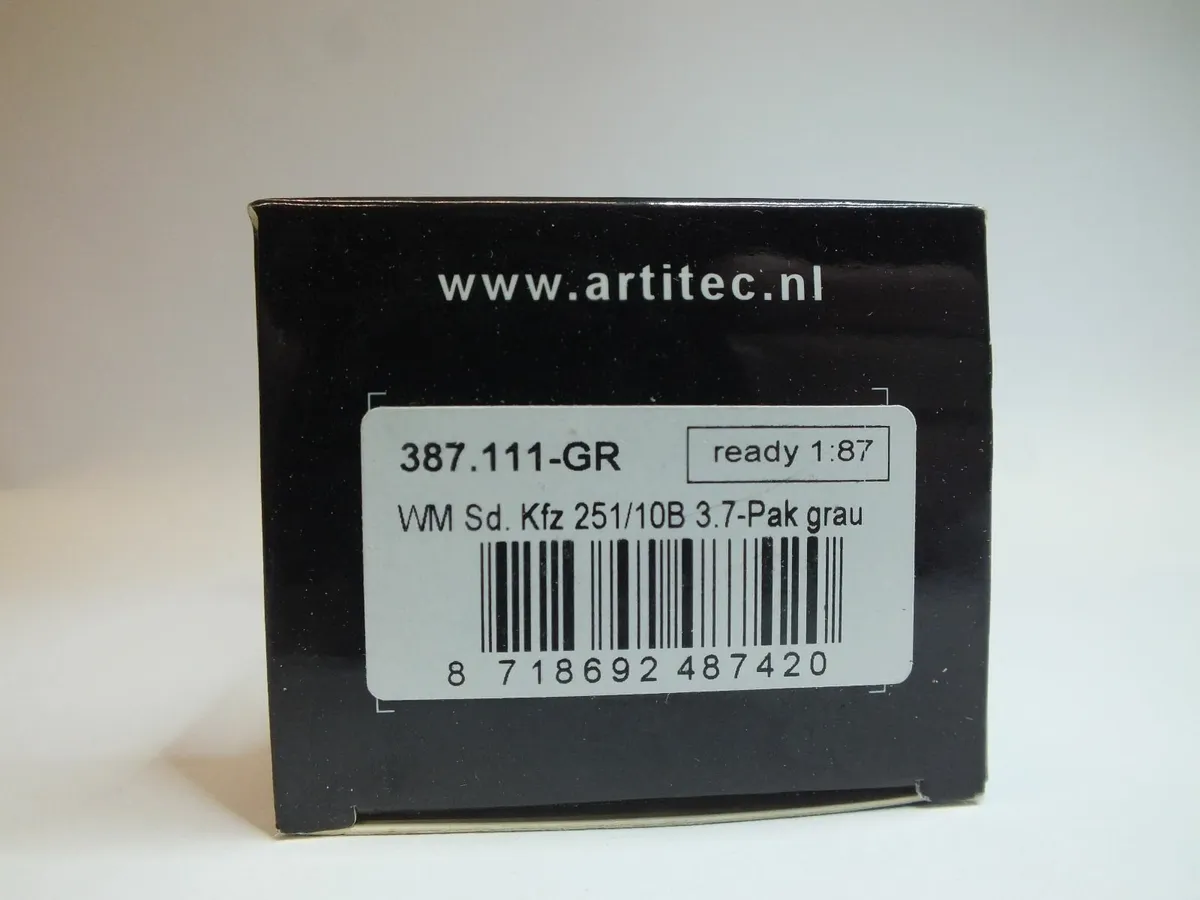 www.artitec.nl
387.111-GR
ready 1:87
WM Sd. Kfz 251/10B 3.7-Pak grau
8 718692 487420